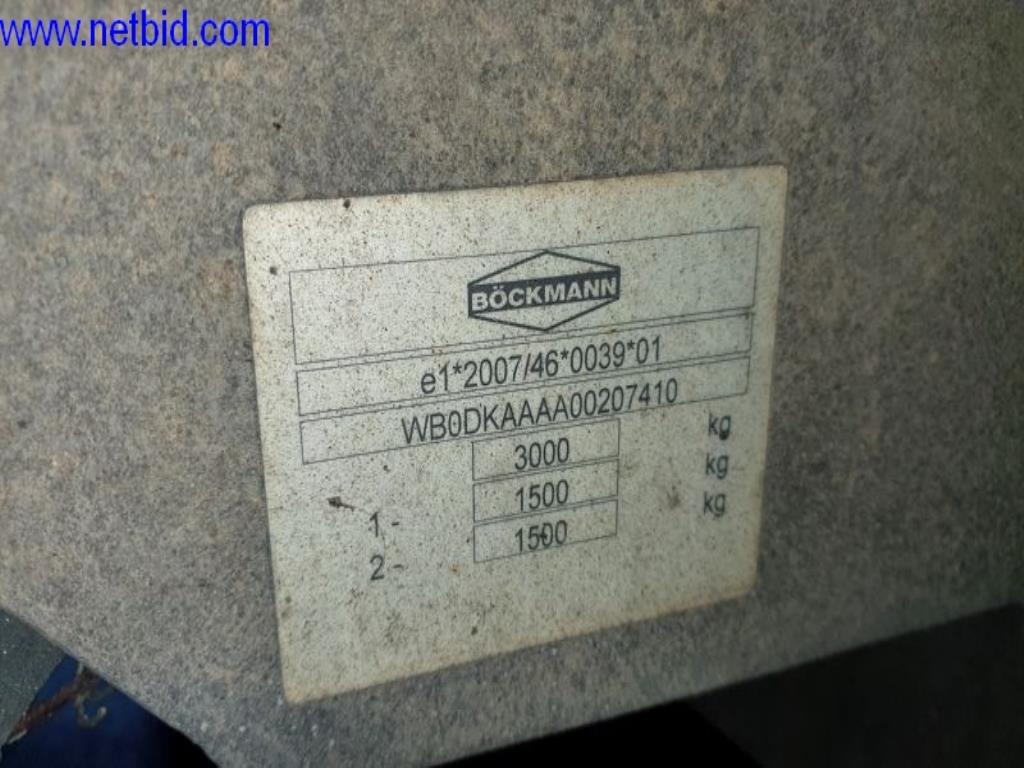 www.netbid.com
BÖCKMANN
e1*2007/46*0039*01
WB0DKAAAA00207410
3000 kg
1- 1500 kg
2- 1500 kg